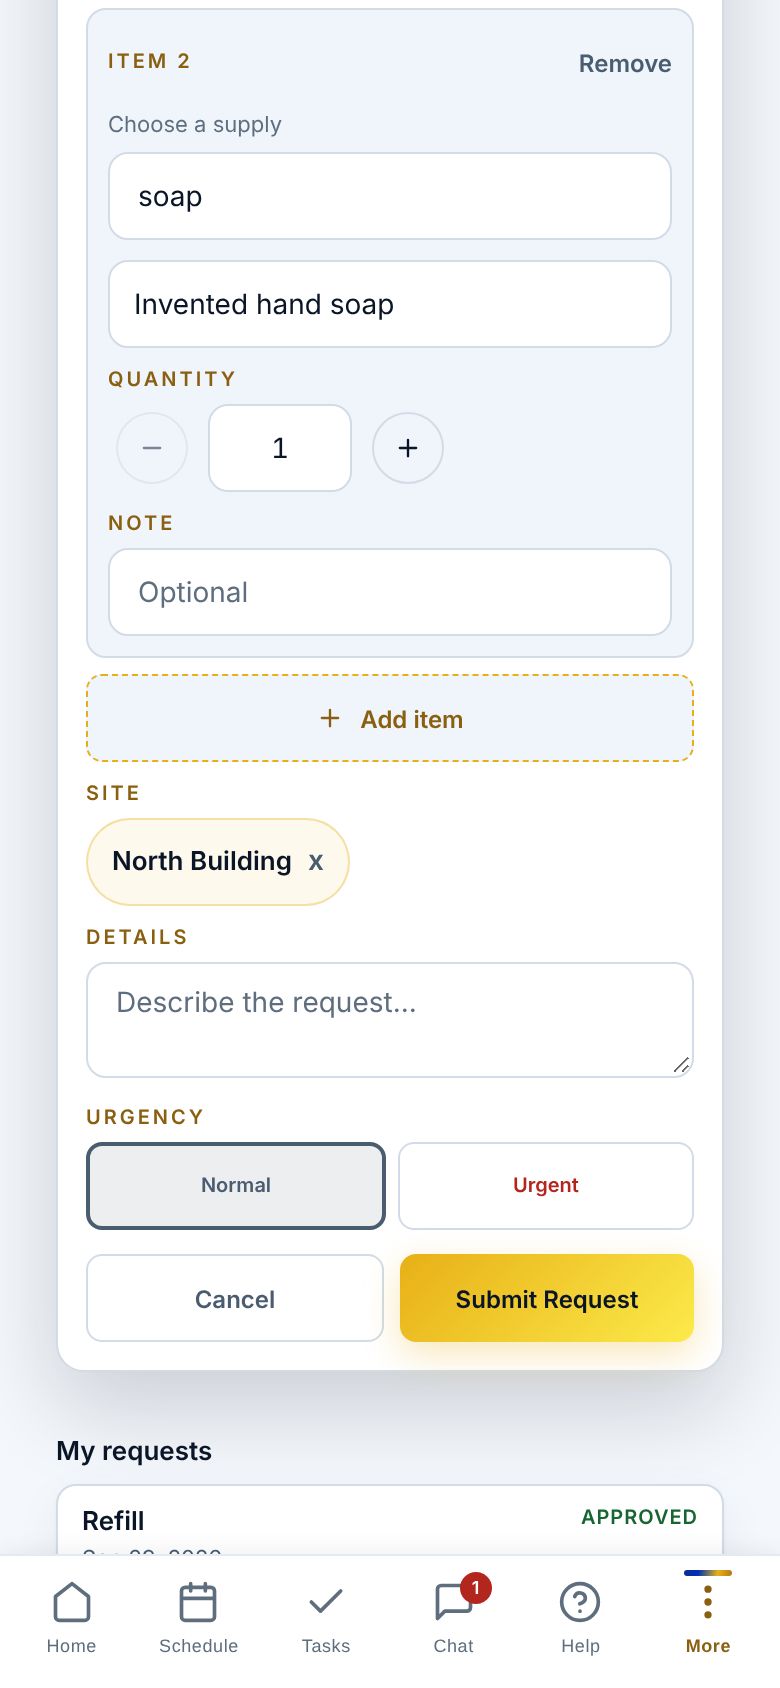 ITEM 2
Remove
Choose a supply
soap
Invented hand soap
QUANTITY
1
NOTE
Optional
Add item
SITE
North Building x
DETAILS
Describe the request...
URGENCY
Normal
Urgent
Cancel
Submit Request
My requests
Refill
APPROVED
1
Home
Schedule
Tasks
Chat
Help
More